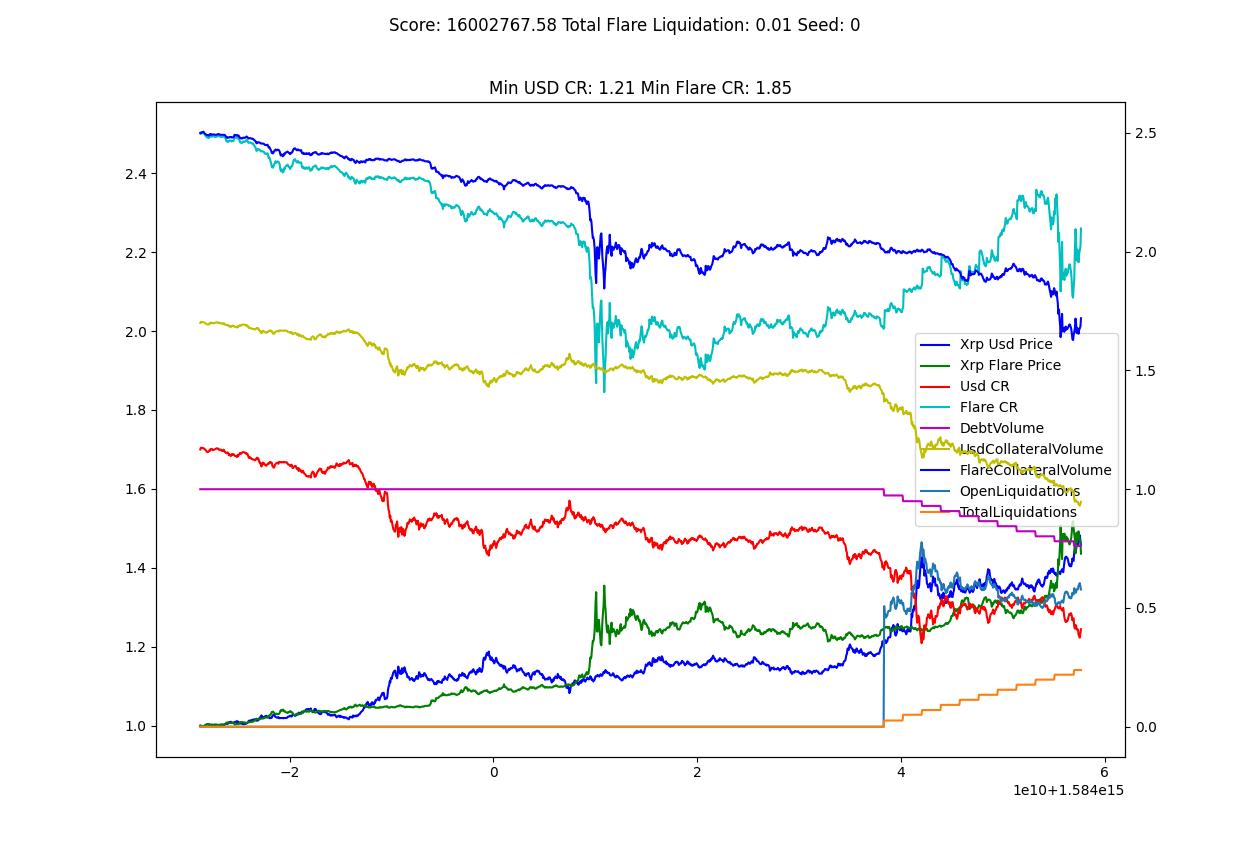 Score: 16002767.58 Total Flare Liquidation: 0.01 Seed: 0
Min USD CR: 1.21 Min Flare CR: 1.85
2.4
2.2
2.0
1.8
1.6
1.4
1.2
1.0
2.5
2.0
1.5
1.0
0.5
0.0
Xrp Usd Price
Xrp Flare Price
Usd CR
Flare CR
DebtVolume
UsdCollateralVolume
FlareCollateralVolume
OpenLiquidations
TotalLiquidations
−2 0 2 4 6
1e10+1.584e15